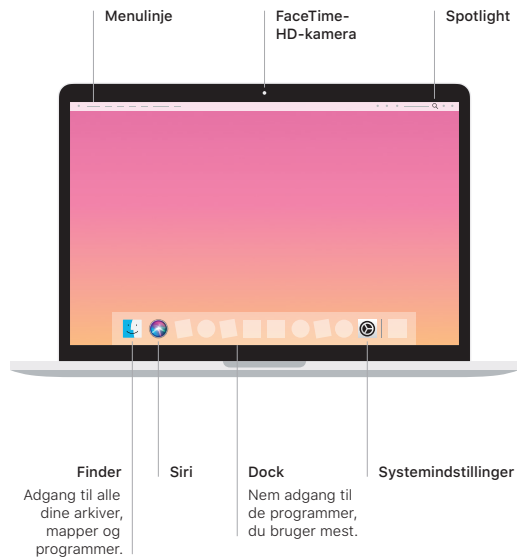 Menulinje
FaceTime-
HD-kamera
Spotlight
Finder
Adgang til alle
dine arkiver,
mapper og
programmer.
Siri
Dock
Nem adgang til
de programmer,
du bruger mest.
Systemindstillinger